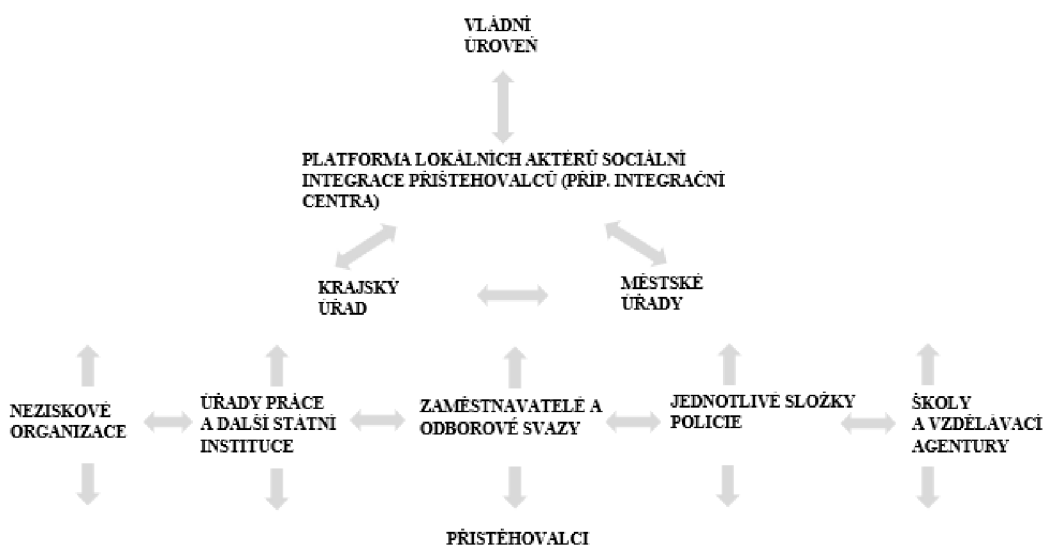 VLÁDNÍ
ÚROVEŇ
PLATFORMA LOKÁLNÍCH AKTÉRŮ SOCIÁLNÍ
INTEGRACE PŘISTĚHOVALCŮ (PŘÍP. INTEGRAČNÍ
CENTRA)
KRAJSKÝ
ÚŘAD
MĚSTSKÉ
ÚŘADY
NEZISKOVÉ
ORGANIZACE
ÚŘADY PRÁCE
A DALŠÍ STÁTNÍ
INSTITUCE
ZAMĚSTNAVATELÉ A
ODBOROVÉ SVAZY
JEDNOTLIVÉ SLOŽKY
POLICIE
ŠKOLY
A VZDĚLÁVACÍ
AGENTURY
PŘISTĚHOVALCI